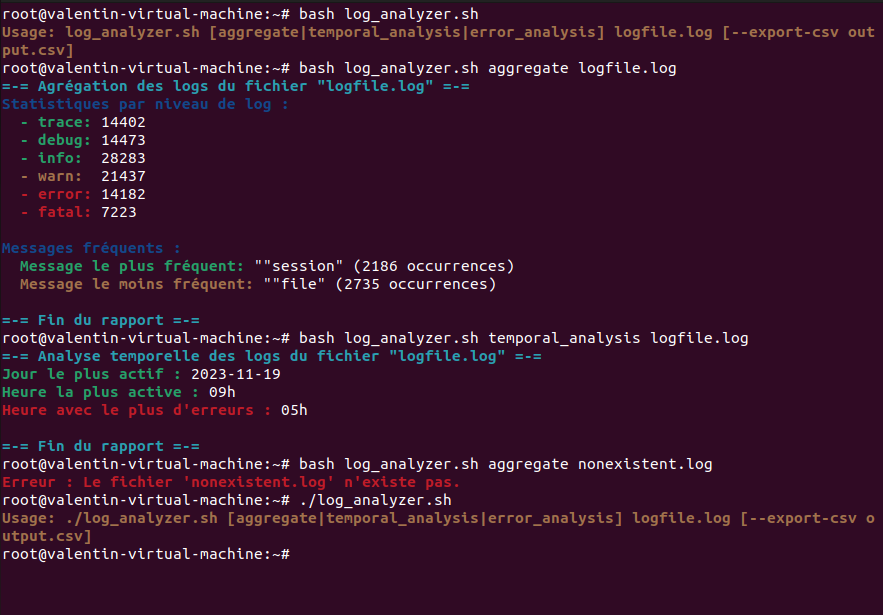 root@valentin-virtual-machine:~# bash log_analyzer.sh
Usage: log_analyzer.sh [aggregate|temporal_analysis|error_analysis] logfile.log [--export-csv out
put.csv]
root@valentin-virtual-machine:~# bash log_analyzer.sh aggregate logfile.log
=-= Agrégation des logs du fichier "logfile.log" =-=
Statistiques par niveau de log :
  - trace: 14402
  - debug: 14473
  - info:  28283
  - warn:  21437
  - error: 14182
  - fatal: 7223

Messages fréquents :
  Message le plus fréquent: ""session" (2186 occurrences)
  Message le moins fréquent: ""file" (2735 occurrences)

=-= Fin du rapport =-=
root@valentin-virtual-machine:~# bash log_analyzer.sh temporal_analysis logfile.log
=-= Analyse temporelle des logs du fichier "logfile.log" =-=
Jour le plus actif : 2023-11-19
Heure la plus active : 09h
Heure avec le plus d'erreurs : 05h

=-= Fin du rapport =-=
root@valentin-virtual-machine:~# bash log_analyzer.sh aggregate nonexistent.log
Erreur : Le fichier 'nonexistent.log' n'existe pas.
root@valentin-virtual-machine:~# ./log_analyzer.sh
Usage: ./log_analyzer.sh [aggregate|temporal_analysis|error_analysis] logfile.log [--export-csv o
utput.csv]
root@valentin-virtual-machine:~#